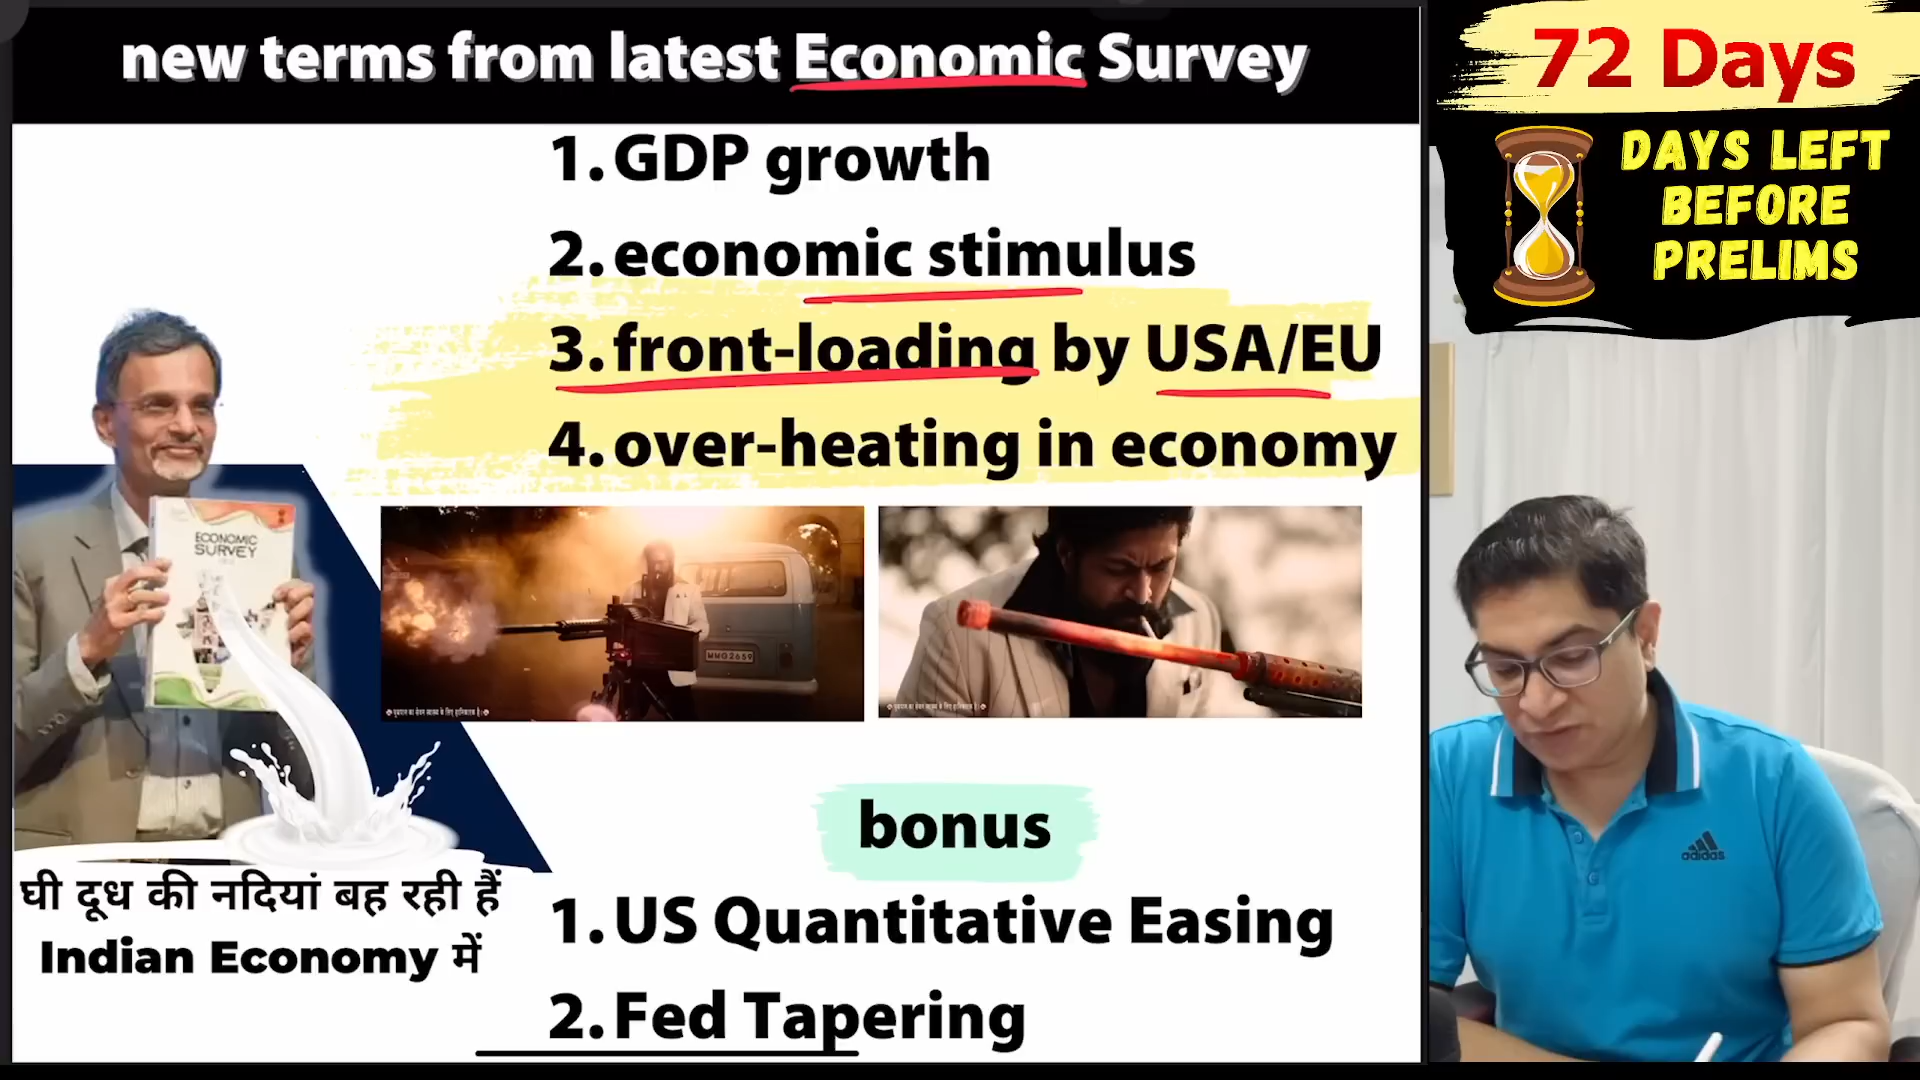 new terms from latest Economic Survey
1. GDP growth
2. economic stimulus
3. front-loading by USA/EU
4. over-heating in economy
ECONOMIC
SURVEY
WMG2659
bonus
1. US Quantitative Easing
2. Fed Tapering
घी दूध की नदियां बह रही हैं
Indian Economy में
72 Days
DAYS LEFT
BEFORE
PRELIMS
adidas